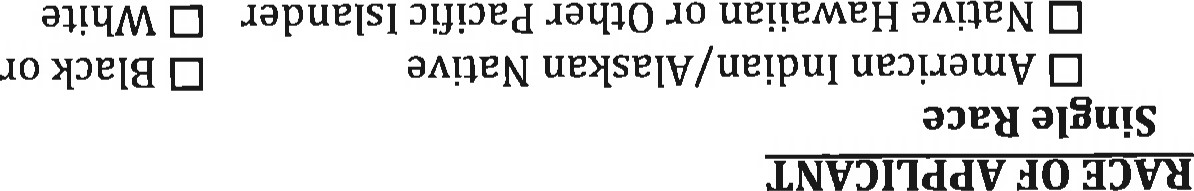 RACE OF APPLICANT
Single Race
☐ American Indian/Alaskan Native ☐ Black or
☐ Native Hawaiian or Other Pacific Islander ☐ White